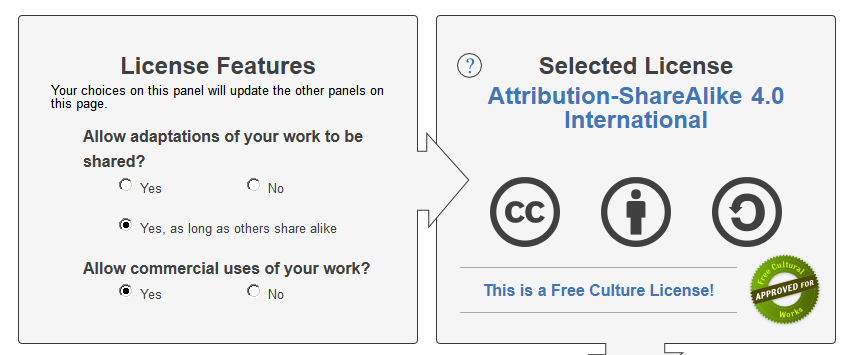 License Features
Your choices on this panel will update the other panels on
this page.
Allow adaptations of your work to be
shared?
Yes
No
Yes, as long as others share alike
Allow commercial uses of your work?
Yes
No
?
Selected License
Attribution-ShareAlike 4.0
International
cc
This is a Free Culture License!
Free Cultural
APPROVED FOR
Works